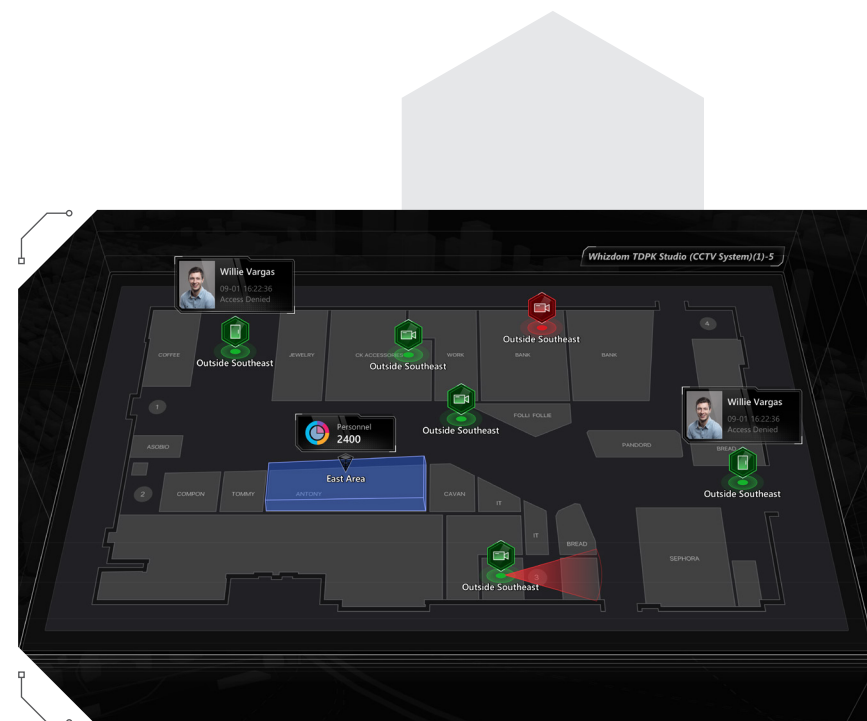 Whizdom TDPK Studio (CCTV System)(1)-5
Willie Vargas
09-01 16:22:36
Access Denied
Outside Southeast
COFFEE
JEWELRY
CK.ACCESSORIES
Outside Southeast
WORK
Outside Southeast
BANK
BANK
4
1
ASOBIO
Personnel
2400
Outside Southeast
FOLLI FOLLIE
PANDORD
Willie Vargas
09-01 16:22:36
Access Denied
BREAD
Outside Southeast
2
COMPON
TOMMY
East Area
ANTONY
CAVAN
IT
IT
BREAD
SEPHORA
Outside Southeast
3